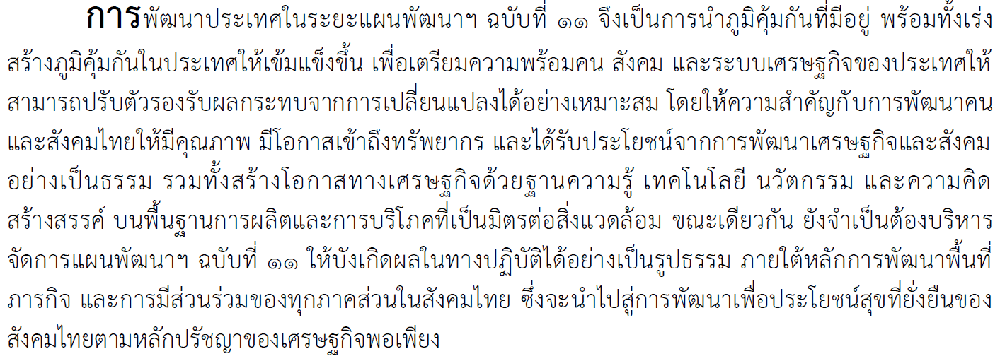 การพัฒนาประเทศในระยะแผนพัฒนาฯ ฉบับที่ ๑๑ จึงเป็นการนำภูมิคุ้มกันที่มีอยู่ พร้อมทั้งเร่ง
สร้างภูมิคุ้มกันในประเทศให้เข้มแข็งขึ้น เพื่อเตรียมความพร้อมคน สังคม และระบบเศรษฐกิจของประเทศให้
สามารถปรับตัวรองรับผลกระทบจากการเปลี่ยนแปลงได้อย่างเหมาะสม โดยให้ความสำคัญกับการพัฒนาคน
และสังคมไทยให้มีคุณภาพ มีโอกาสเข้าถึงทรัพยากร และได้รับประโยชน์จากการพัฒนาเศรษฐกิจและสังคม
อย่างเป็นธรรม รวมทั้งสร้างโอกาสทางเศรษฐกิจด้วยฐานความรู้ เทคโนโลยี นวัตกรรม และความคิด
สร้างสรรค์ บนพื้นฐานการผลิตและการบริโภคที่เป็นมิตรต่อสิ่งแวดล้อม ขณะเดียวกัน ยังจำเป็นต้องบริหาร
จัดการแผนพัฒนาฯ ฉบับที่ ๑๑ ให้บังเกิดผลในทางปฏิบัติได้อย่างเป็นรูปธรรม ภายใต้หลักการพัฒนาพื้นที่
ภารกิจ และการมีส่วนร่วมของทุกภาคส่วนในสังคมไทย ซึ่งจะนำไปสู่การพัฒนาเพื่อประโยชน์สุขที่ยั่งยืนของ
สังคมไทยตามหลักปรัชญาของเศรษฐกิจพอเพียง